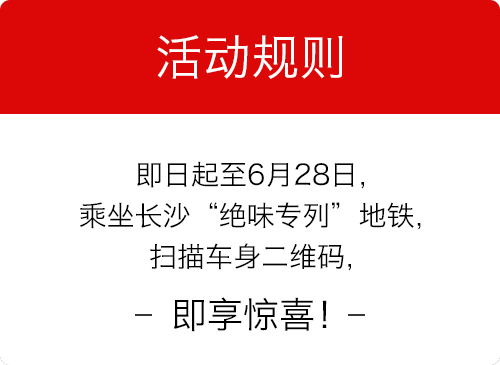 活动规则
即日起至6月28日,
乘坐长沙“绝味专列”地铁,
扫描车身二维码,
- 即享惊喜! -